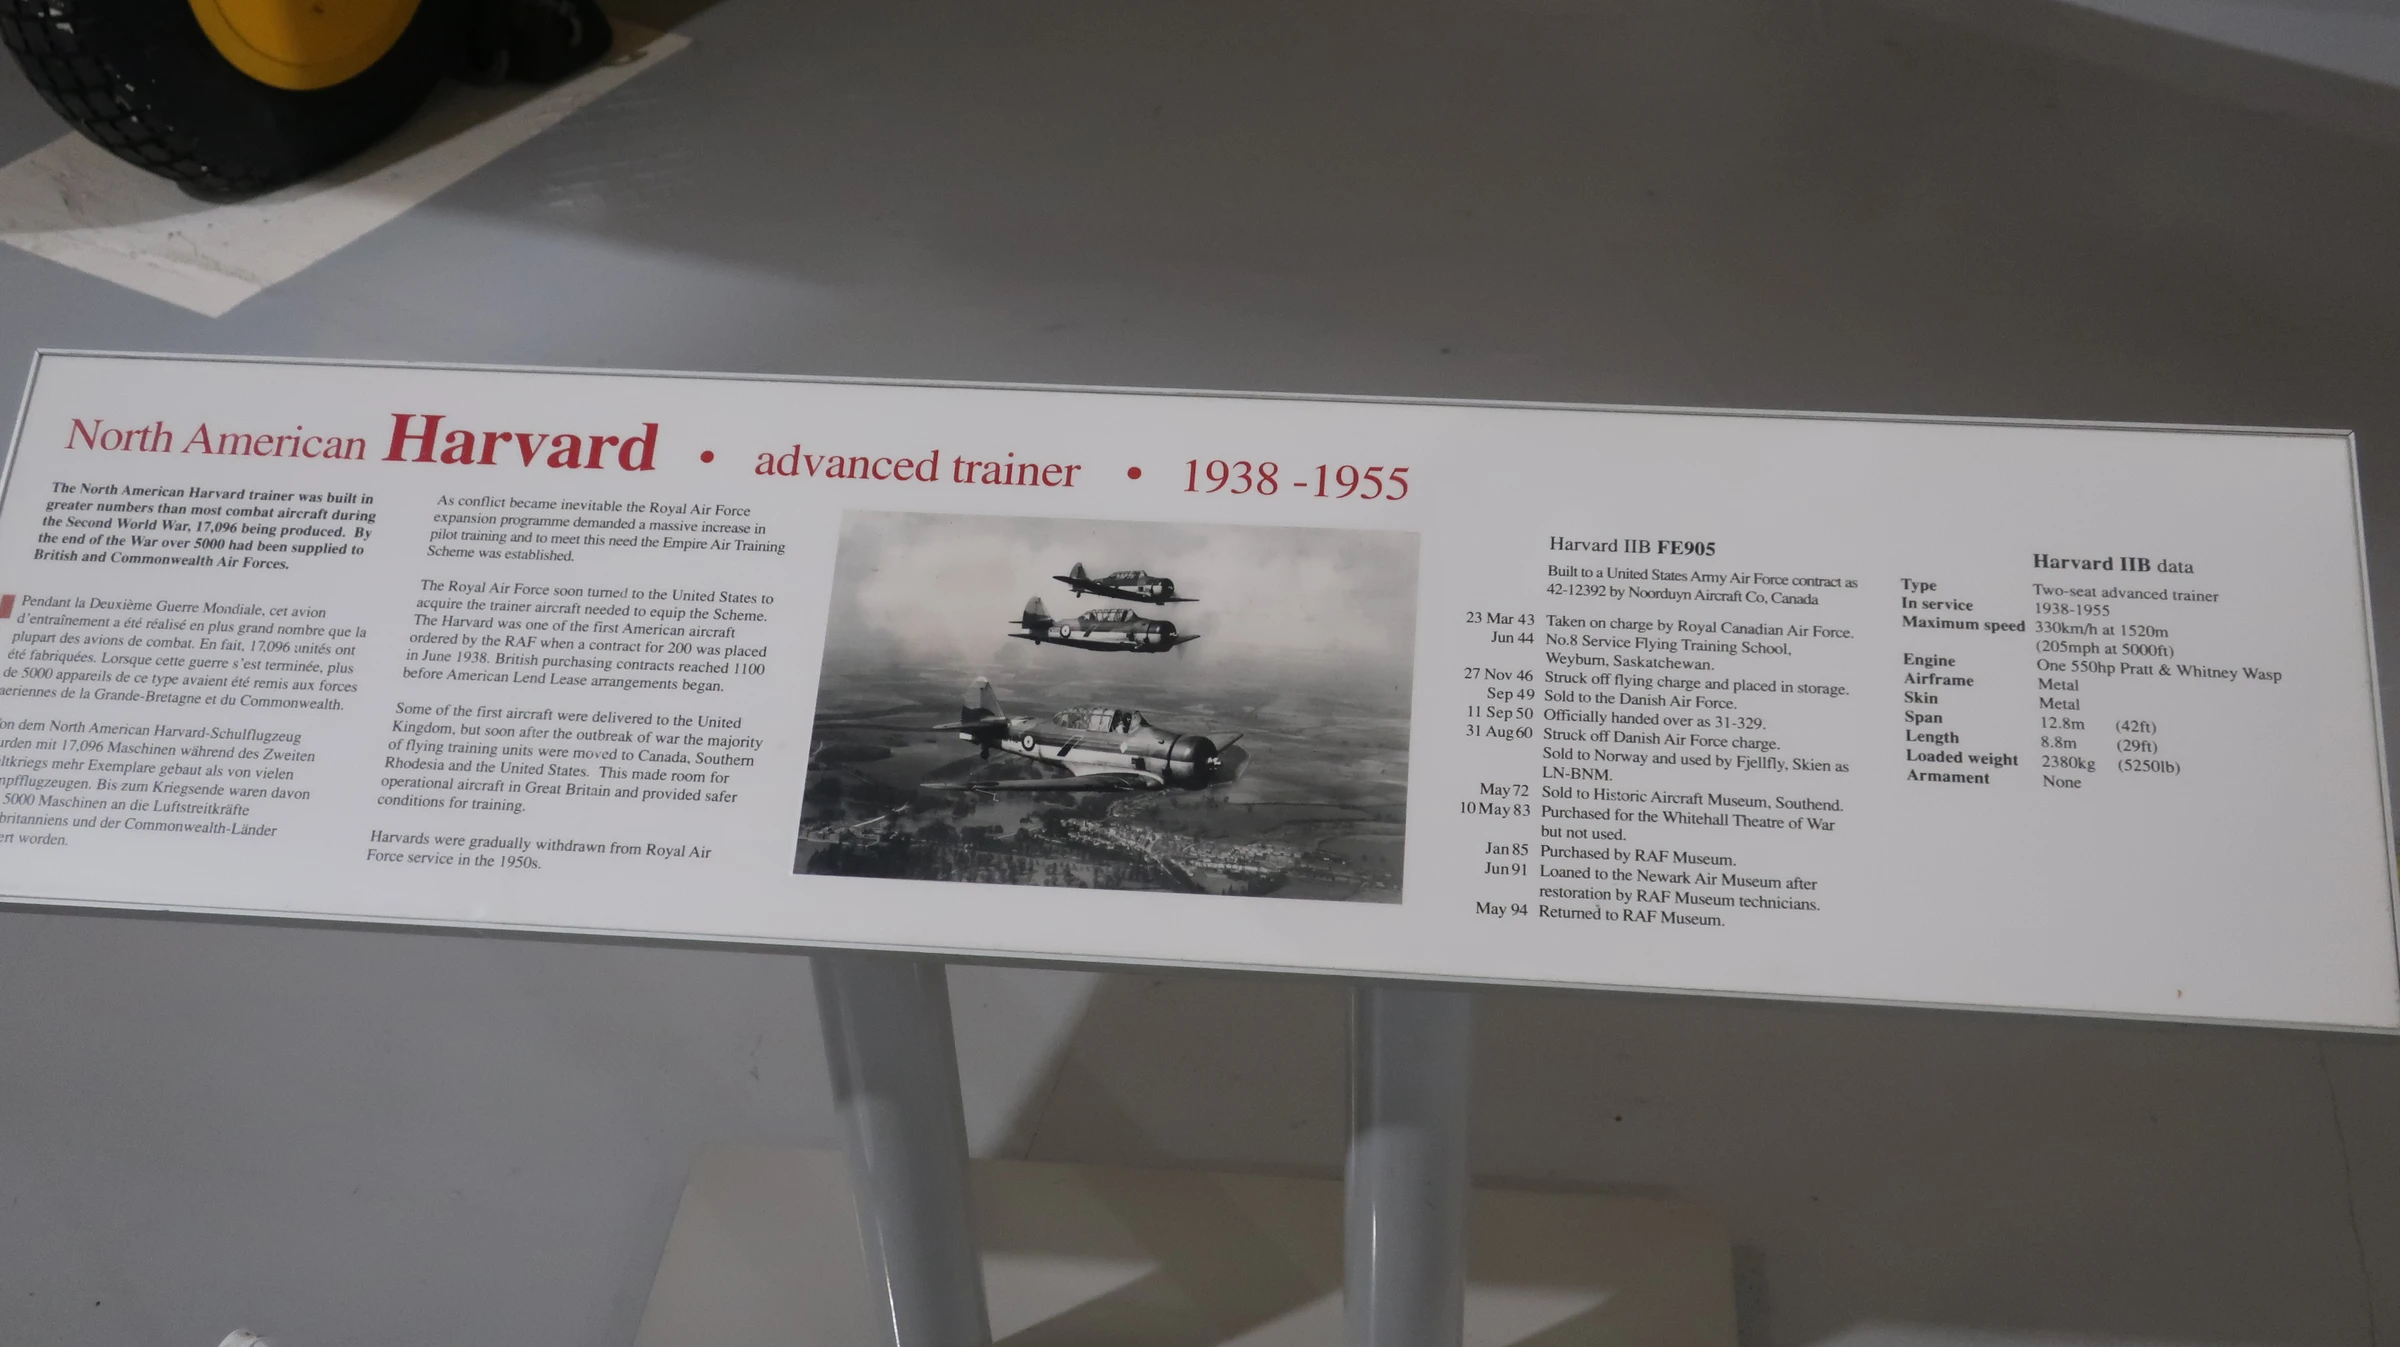 North American Harvard • advanced trainer • 1938 -1955
The North American Harvard trainer was built in
greater numbers than most combat aircraft during
the Second World War, 17,096 being produced. By
the end of the War over 5000 had been supplied to
British and Commonwealth Air Forces.
Pendant la Deuxième Guerre Mondiale, cet avion
d'entraînement a été réalisé en plus grand nombre que la
plupart des avions de combat. En fait, 17,096 unités ont
été fabriquées. Lorsque cette guerre s'est terminée, plus
de 5000 appareils de ce type avaient été remis aux forces
aeriennes de la Grande-Bretagne et du Commonwealth.
dem North American Harvard-Schulflugzeug
mit 17,096 Maschinen während des Zweiten
mehr Exemplare gebaut als von vielen
Bis zum Kriegsende waren davon
5000 Maschinen an die Luftstreitkräfte
und der Commonwealth-Länder
worden.
As conflict became inevitable the Royal Air Force
expansion programme demanded a massive increase in
pilot training and to meet this need the Empire Air Training
Scheme was established.
The Royal Air Force soon turned to the United States to
acquire the trainer aircraft needed to equip the Scheme.
The Harvard was one of the first American aircraft
ordered by the RAF when a contract for 200 was placed
in June 1938. British purchasing contracts reached 1100
before American Lend Lease arrangements began.
Some of the first aircraft were delivered to the United
Kingdom, but soon after the outbreak of war the majority
of flying training units were moved to Canada, Southern
Rhodesia and the United States. This made room for
operational aircraft in Great Britain and provided safer
conditions for training.
Harvards were gradually withdrawn from Royal Air
Force service in the 1950s.
Harvard IIB FE905
Built to a United States Army Air Force contract as
42-12392 by Noorduyn Aircraft Co, Canada
23 Mar 43 Taken on charge by Royal Canadian Air Force.
Jun 44 No.8 Service Flying Training School,
Weyburn, Saskatchewan.
27 Nov 46 Struck off flying charge and placed in storage.
Sep 49 Sold to the Danish Air Force.
11 Sep 50 Officially handed over as 31-329.
31 Aug 60 Struck off Danish Air Force charge.
Sold to Norway and used by Fjellfly, Skien as
LN-BNM.
May 72 Sold to Historic Aircraft Museum, Southend.
10 May 83 Purchased for the Whitehall Theatre of War
but not used.
Jan 85 Purchased by RAF Museum.
Jun 91 Loaned to the Newark Air Museum after
restoration by RAF Museum technicians.
May 94 Returned to RAF Museum.
Harvard IIB data
Type Two-seat advanced trainer
In service 1938-1955
Maximum speed 330km/h at 1520m
(205mph at 5000ft)
Engine One 550hp Pratt & Whitney Wasp
Airframe Metal
Skin Metal
Span 12.8m (42ft)
Length 8.8m (29ft)
Loaded weight 2380kg (5250lb)
Armament None